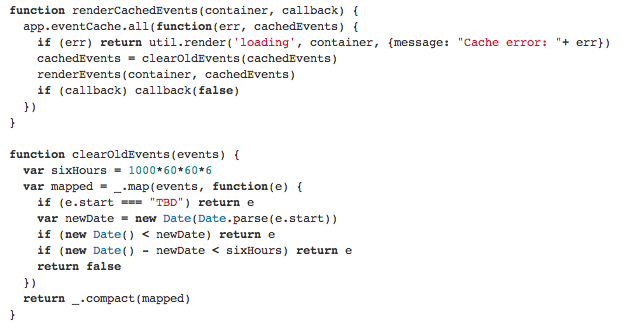 function renderCachedEvents(container, callback) {
  app.eventCache.all(function(err, cachedEvents) {
    if (err) return util.render('loading', container, {message: "Cache error: "+ err})
    cachedEvents = clearOldEvents(cachedEvents)
    renderEvents(container, cachedEvents)
    if (callback) callback(false)
  })
}

function clearOldEvents(events) {
  var sixHours = 1000*60*60*6
  var mapped = _.map(events, function(e) {
    if (e.start === "TBD") return e
    var newDate = new Date(Date.parse(e.start))
    if (new Date() < newDate) return e
    if (new Date() - newDate < sixHours) return e
    return false
  })
  return _.compact(mapped)
}